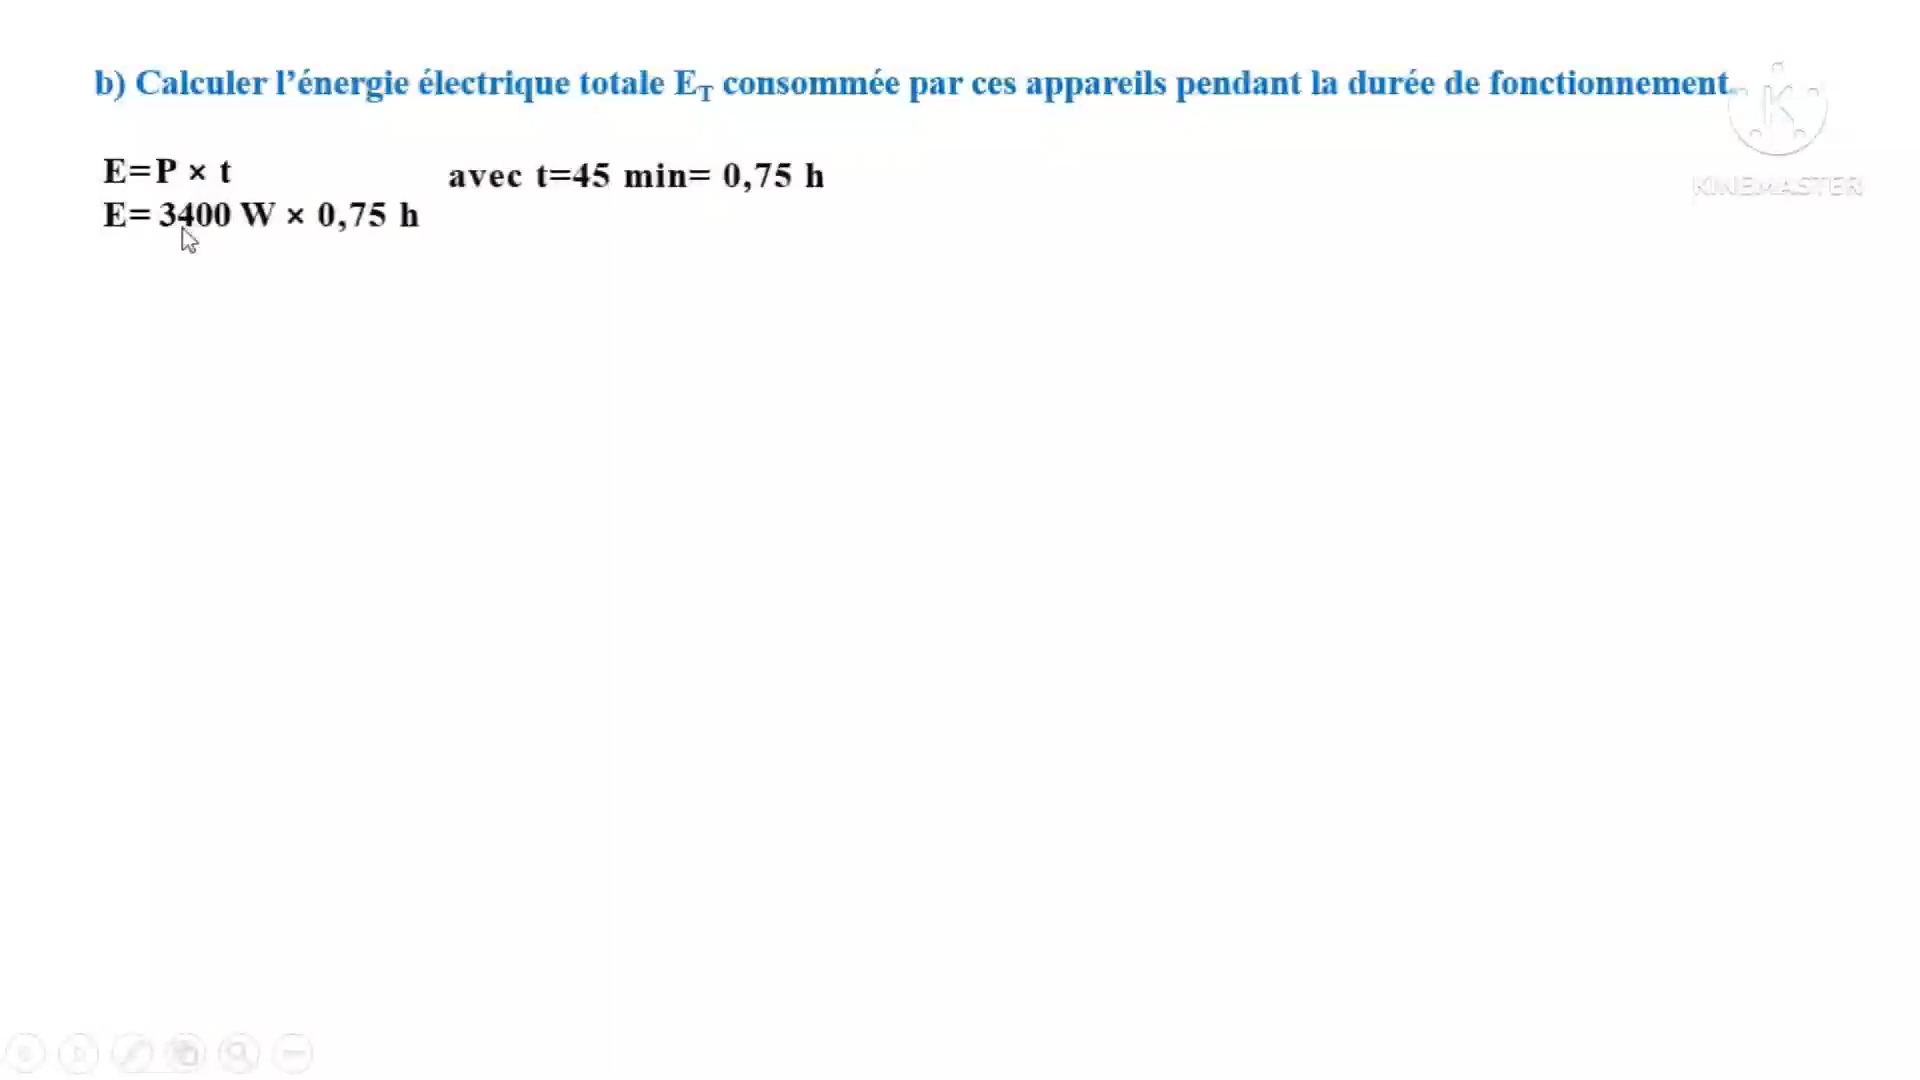 b) Calculer l’énergie électrique totale E_T consommée par ces appareils pendant la durée de fonctionnement.
E=P × t avec t=45 min= 0,75 h
E= 3400 W × 0,75 h
K
KINEMASTER